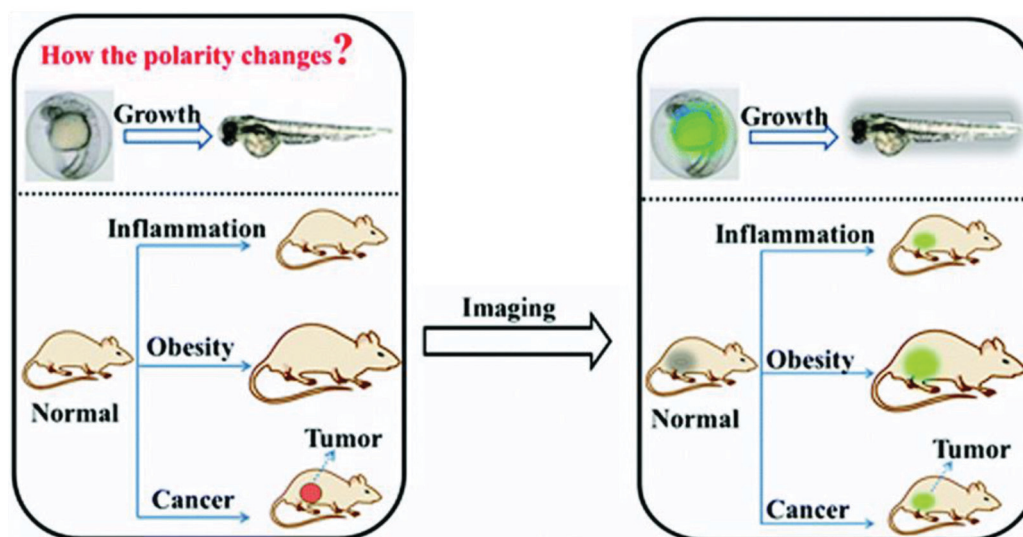 How the polarity changes?
Growth
Inflammation
Obesity
Normal
Tumor
Cancer
Imaging
Growth
Inflammation
Obesity
Normal
Tumor
Cancer